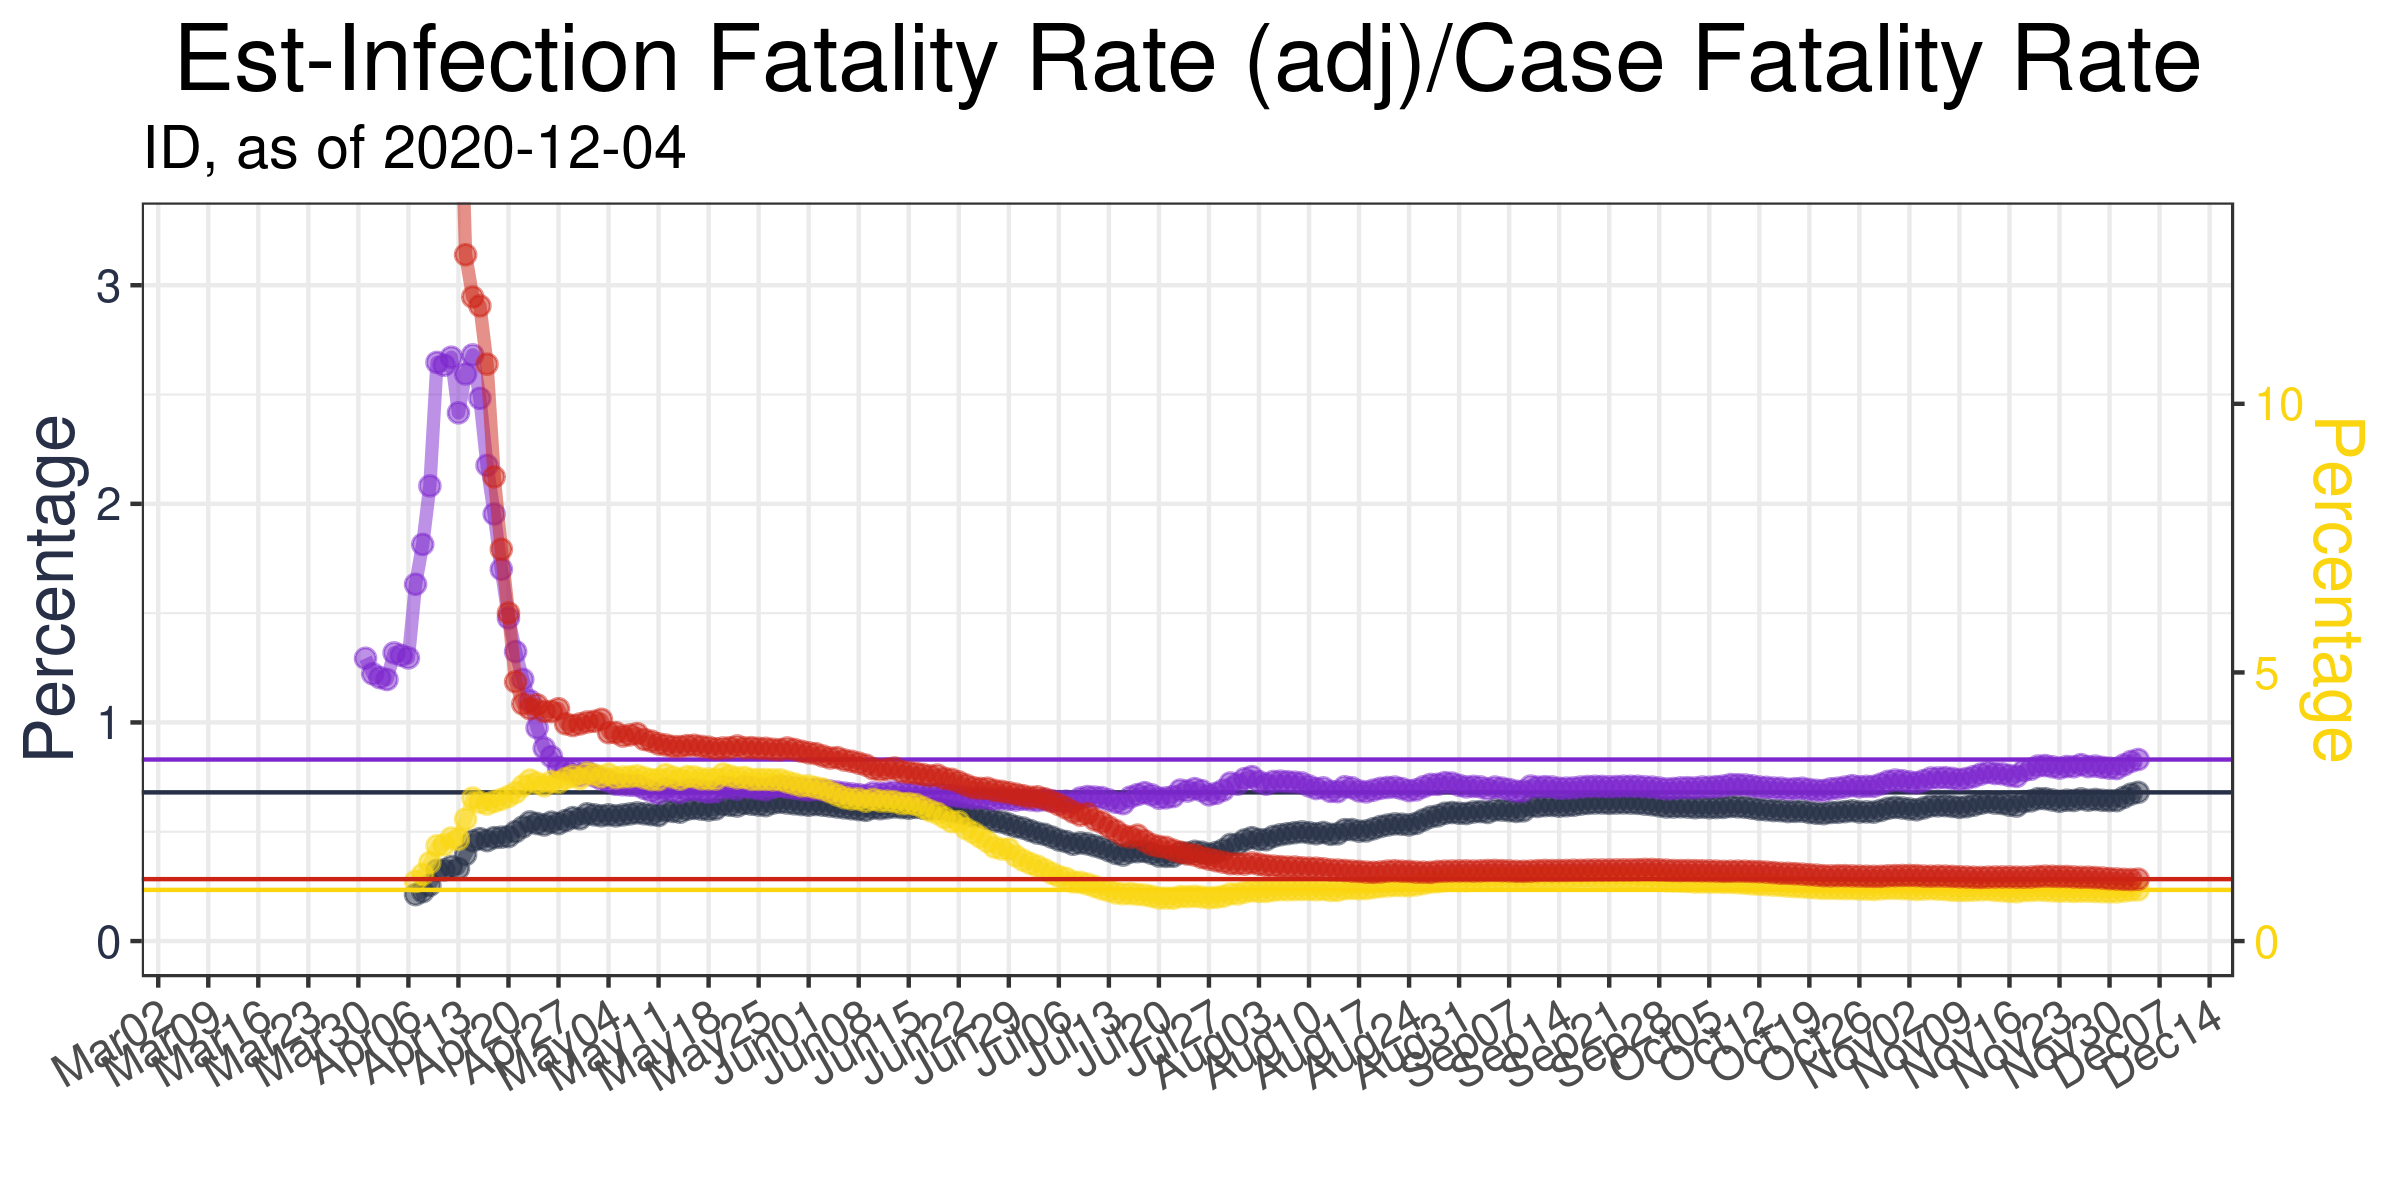 Est-Infection Fatality Rate (adj)/Case Fatality Rate
ID, as of 2020-12-04
Percentage
3
2
1
0
10
5
0
Percentage
Mar02
Mar09
Mar16
Mar23
Mar30
Apr06
Apr13
Apr20
Apr27
May04
May11
May18
May25
Jun01
Jun08
Jun15
Jun22
Jun29
Jul06
Jul13
Jul20
Jul27
Aug03
Aug10
Aug17
Aug24
Aug31
Sep07
Sep14
Sep21
Sep28
Oct05
Oct12
Oct19
Oct26
Nov02
Nov09
Nov16
Nov23
Nov30
Dec07
Dec14